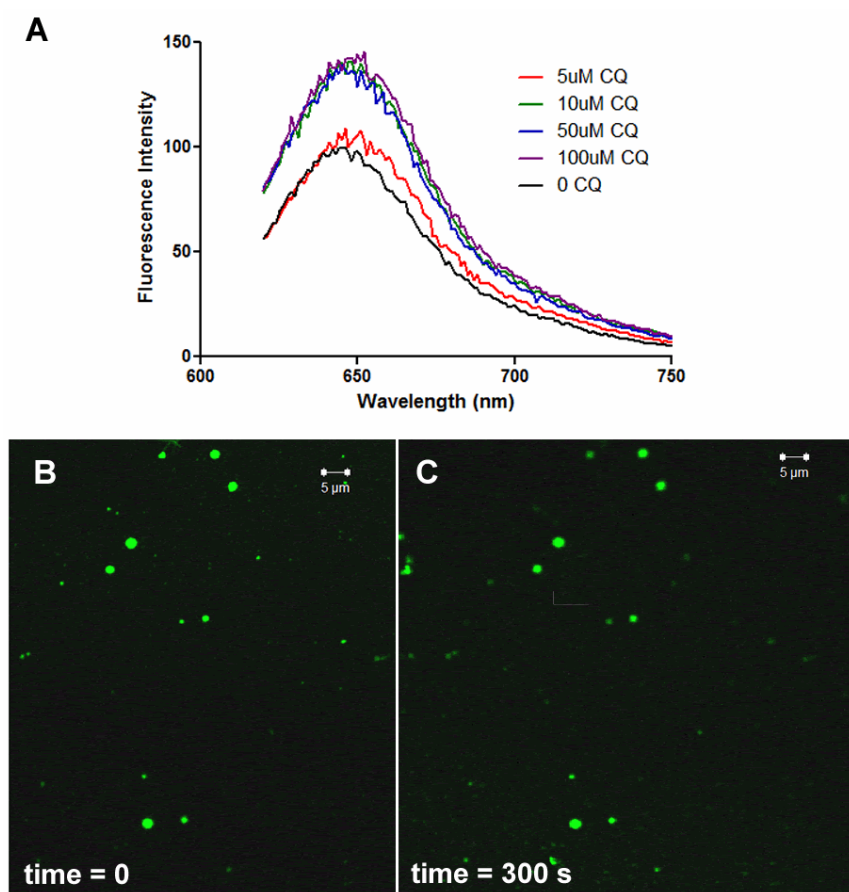 A
150
100
50
0
Fluorescence Intensity
5uM CQ
10uM CQ
50uM CQ
100uM CQ
0 CQ
600 650 700 750
Wavelength (nm)
B
5 µm
time = 0
C
5 µm
time = 300 s